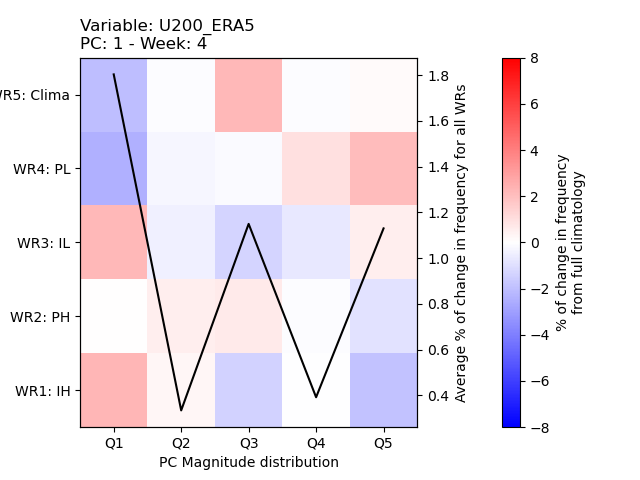 Variable: U200_ERA5
PC: 1 - Week: 4
R5: Clima
WR4: PL
WR3: IL
WR2: PH
WR1: IH
Q1 Q2 Q3 Q4 Q5
PC Magnitude distribution
1.8
1.6
1.4
1.2
1.0
0.8
0.6
0.4
Average % of change in frequency for all WRs
8
6
4
2
0
−2
−4
−6
−8
% of change in frequency
from full climatology